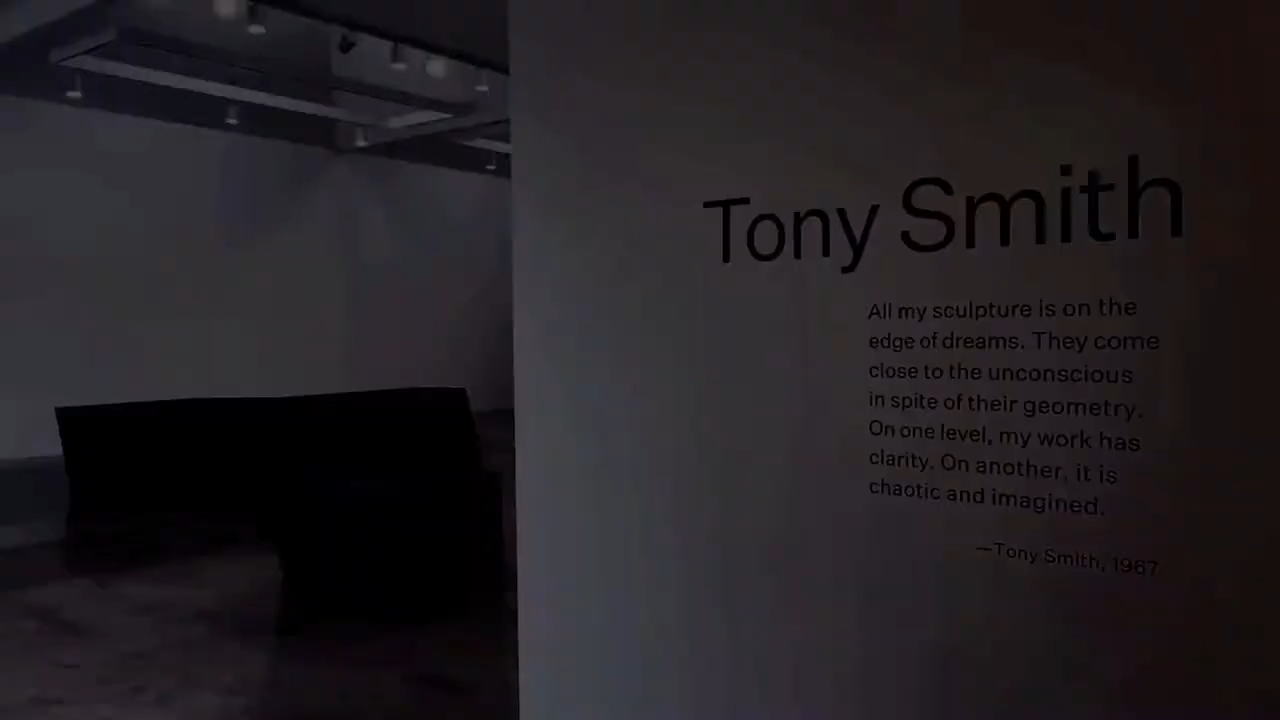 Tony Smith
All my sculpture is on the
edge of dreams. They come
close to the unconscious
in spite of their geometry.
On one level, my work has
clarity. On another, it is
chaotic and imagined.
—Tony Smith, 1967